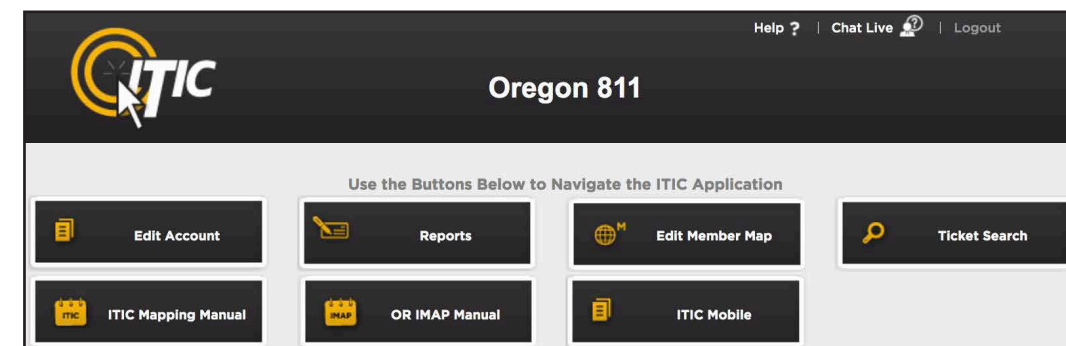 Help ? | Chat Live | Logout
ITIC
Oregon 811
Use the Buttons Below to Navigate the ITIC Application
Edit Account
Reports
M
Edit Member Map
Ticket Search
ITIC
ITIC Mapping Manual
IMAP
OR IMAP Manual
ITIC Mobile